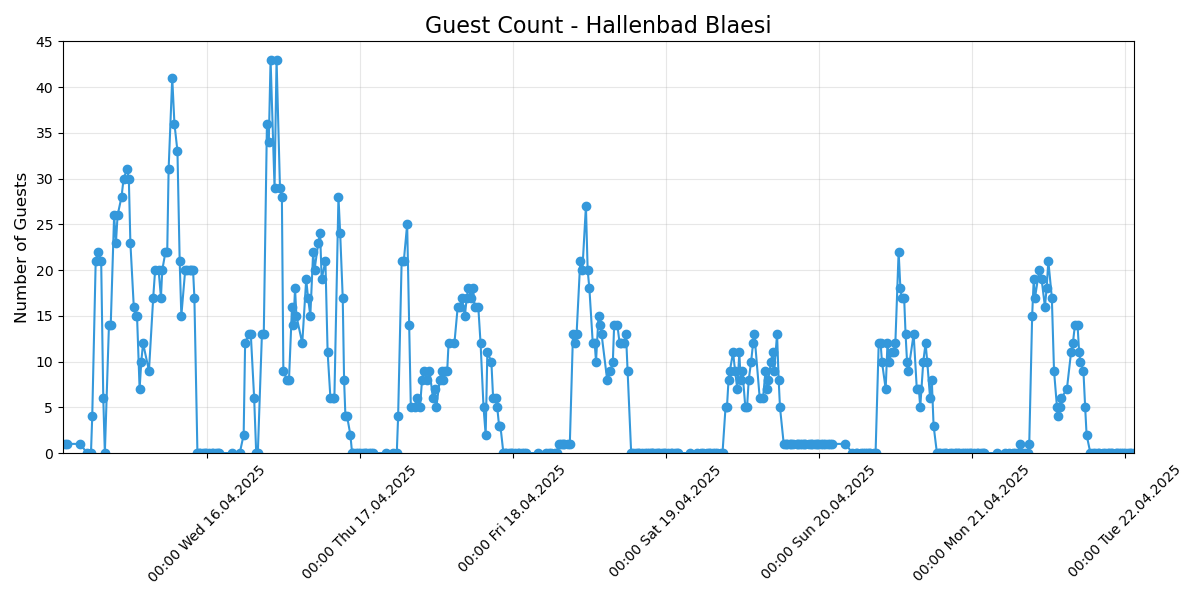 Guest Count - Hallenbad Blaesi
Number of Guests
45
40
35
30
25
20
15
10
5
0
00:00 Wed 16.04.2025
00:00 Thu 17.04.2025
00:00 Fri 18.04.2025
00:00 Sat 19.04.2025
00:00 Sun 20.04.2025
00:00 Mon 21.04.2025
00:00 Tue 22.04.2025